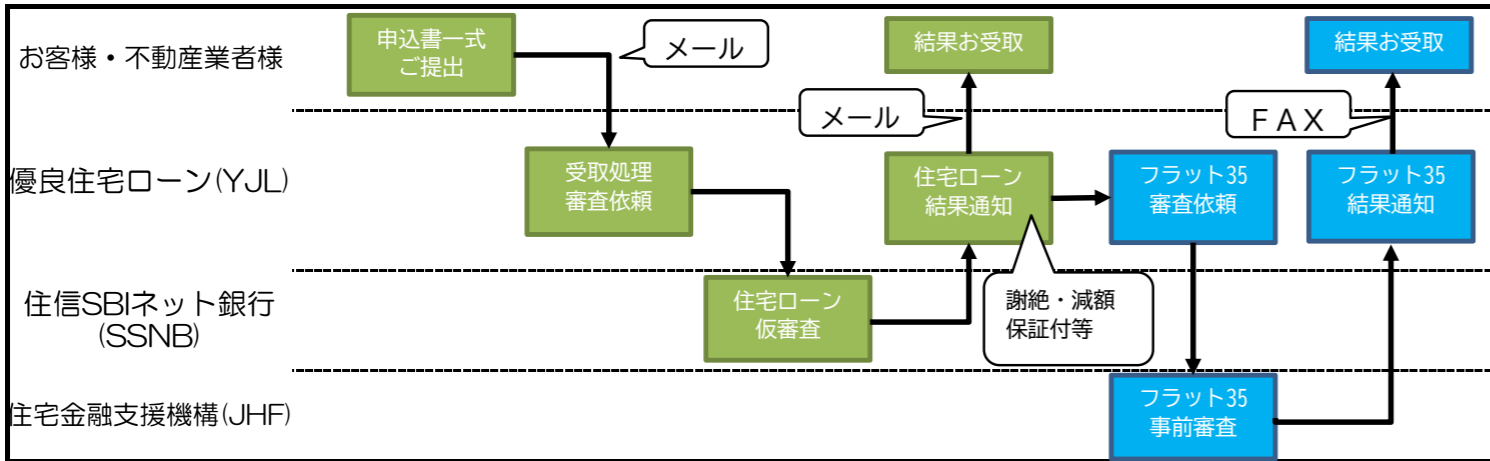 お客様・不動産業者様
申込書一式
ご提出
メール
結果お受取
結果お受取
メール
ＦＡＸ
優良住宅ローン(YJL)
受取処理
審査依頼
住宅ローン
結果通知
フラット35
審査依頼
フラット35
結果通知
住信SBIネット銀行
(SSNB)
住宅ローン
仮審査
謝絶・減額
保証付等
住宅金融支援機構(JHF)
フラット35
事前審査